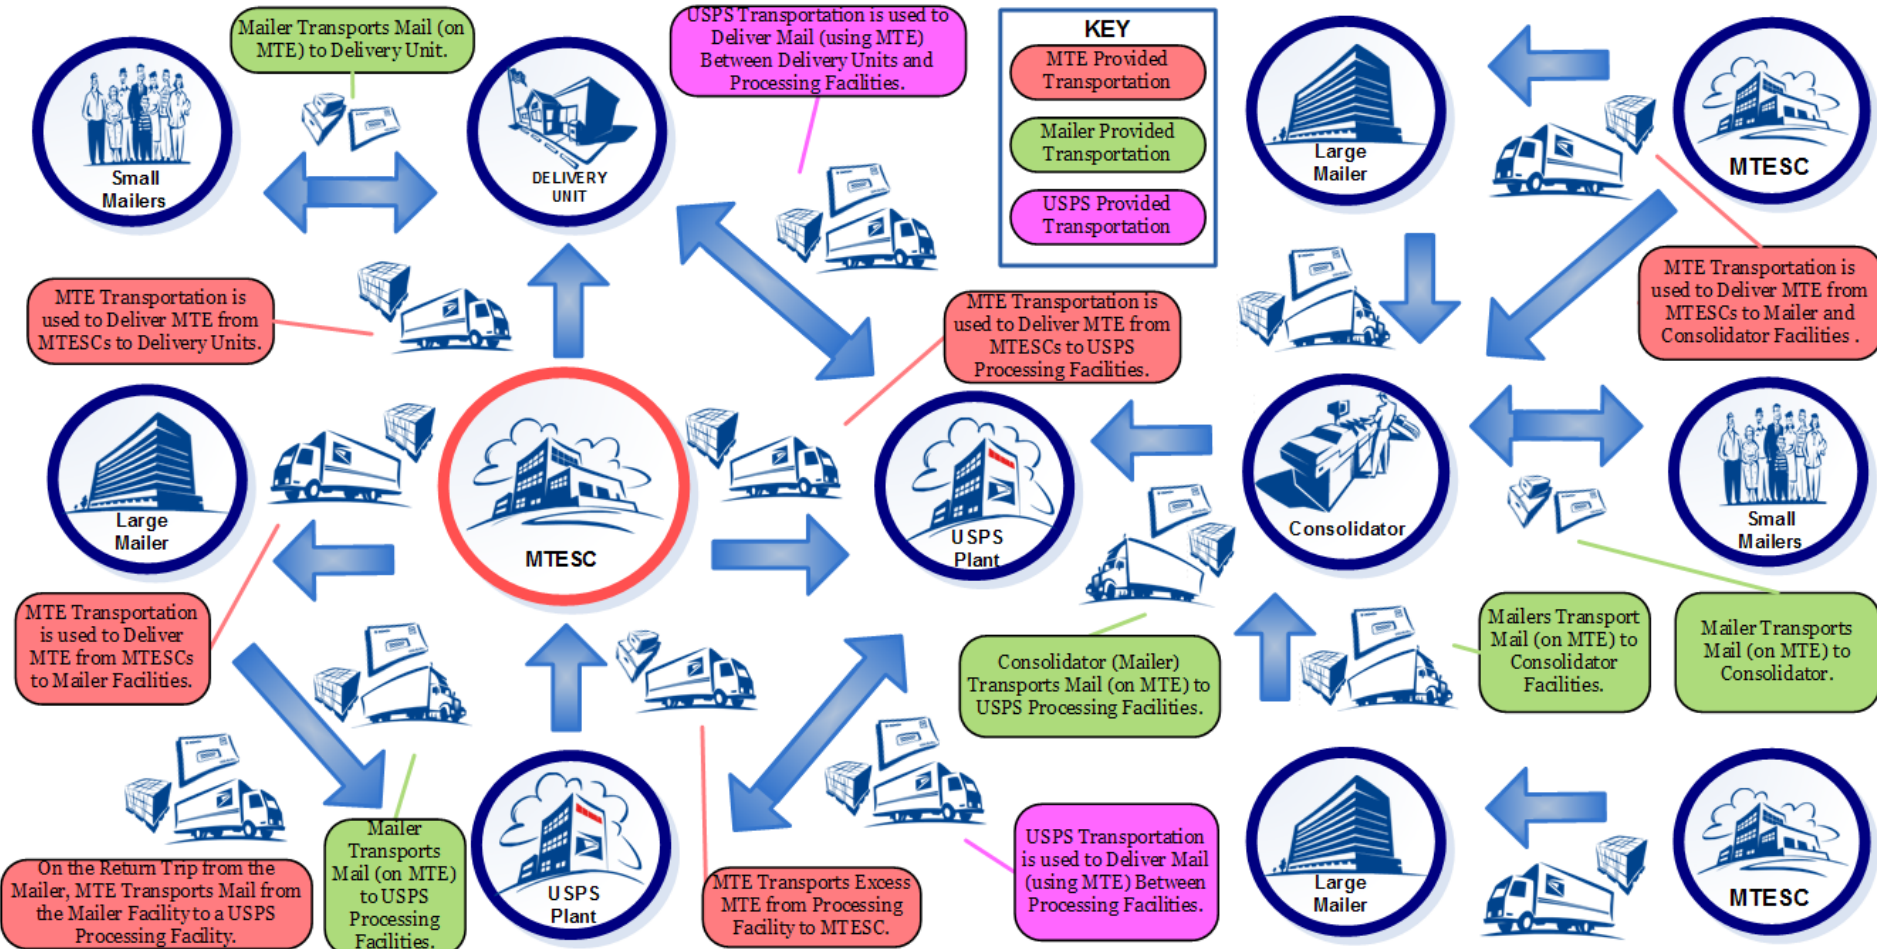 Mailer Transports Mail (on
MTE) to Delivery Unit.
USPS Transportation is used to
Deliver Mail (using MTE)
Between Delivery Units and
Processing Facilities.
KEY
MTE Provided
Transportation
Mailer Provided
Transportation
USPS Provided
Transportation
Small
Mailers
DELIVERY
UNIT
Large
Mailer
MTESC
MTE Transportation is
used to Deliver MTE from
MTESCs to Delivery Units.
MTE Transportation is
used to Deliver MTE from
MTESCs to USPS
Processing Facilities.
MTE Transportation is
used to Deliver MTE from
MTESCs to Mailer and
Consolidator Facilities .
Large
Mailer
MTESC
USPS
Plant
Consolidator
Small
Mailers
MTE Transportation
is used to Deliver
MTE from MTESCs
to Mailer Facilities.
Consolidator (Mailer)
Transports Mail (on MTE) to
USPS Processing Facilities.
Mailers Transport
Mail (on MTE) to
Consolidator
Facilities.
Mailer Transports
Mail (on MTE) to
Consolidator.
On the Return Trip from the
Mailer, MTE Transports Mail from
the Mailer Facility to a USPS
Processing Facility.
Mailer
Transports
Mail (on MTE)
to USPS
Processing
Facilities.
USPS
Plant
MTE Transports Excess
MTE from Processing
Facility to MTESC.
USPS Transportation
is used to Deliver Mail
(using MTE) Between
Processing Facilities.
Large
Mailer
MTESC